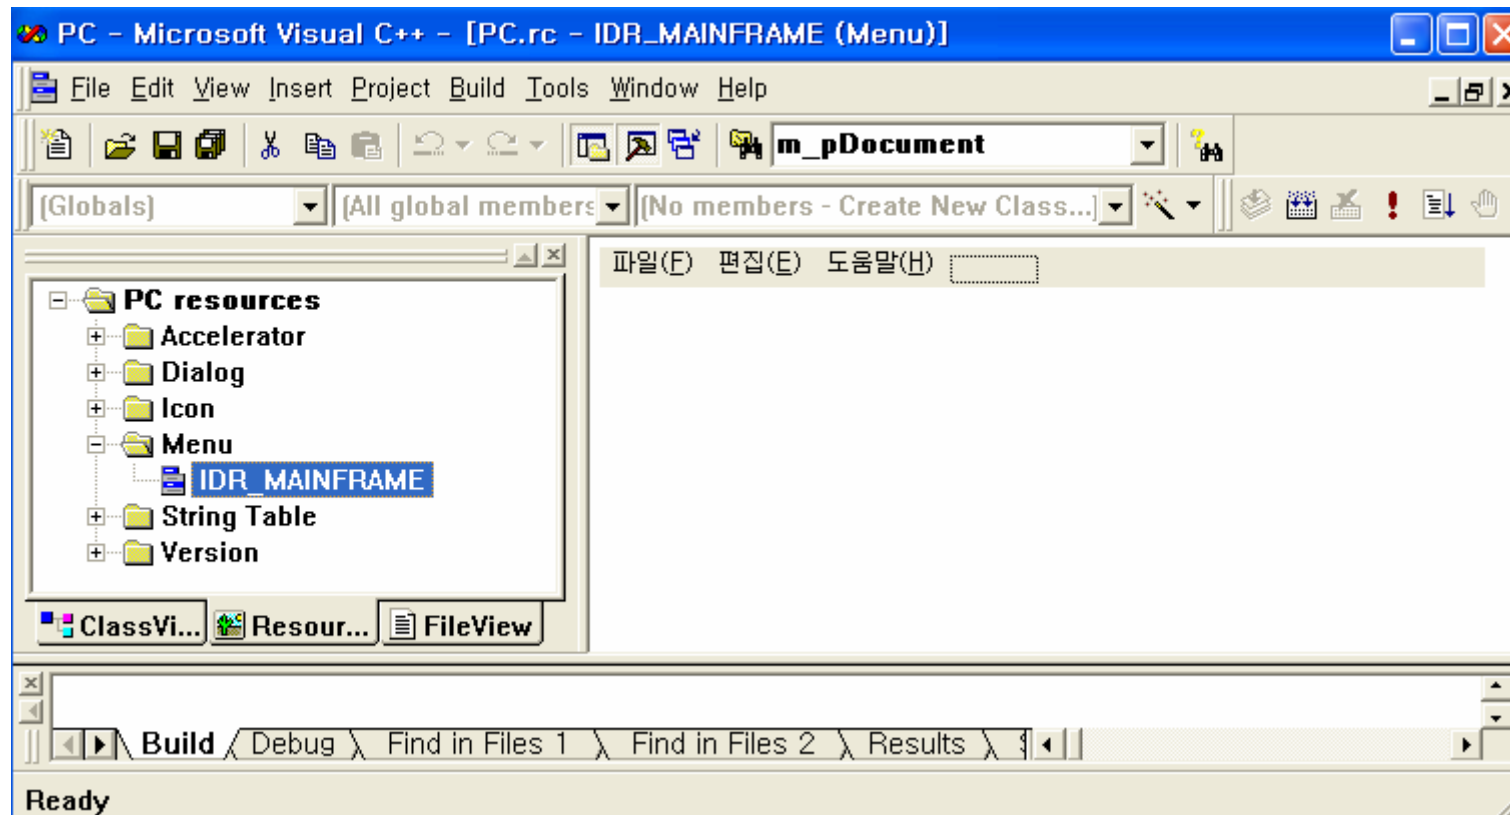 PC - Microsoft Visual C++ - [PC.rc - IDR_MAINFRAME (Menu)]
File Edit View Insert Project Build Tools Window Help
m_pDocument
(Globals) (All global members (No members - Create New Class...)
파일(F) 편집(E) 도움말(H)
PC resources
Accelerator
Dialog
Icon
Menu
IDR_MAINFRAME
String Table
Version
ClassVi... Resour... FileView
Build Debug Find in Files 1 Find in Files 2 Results
Ready